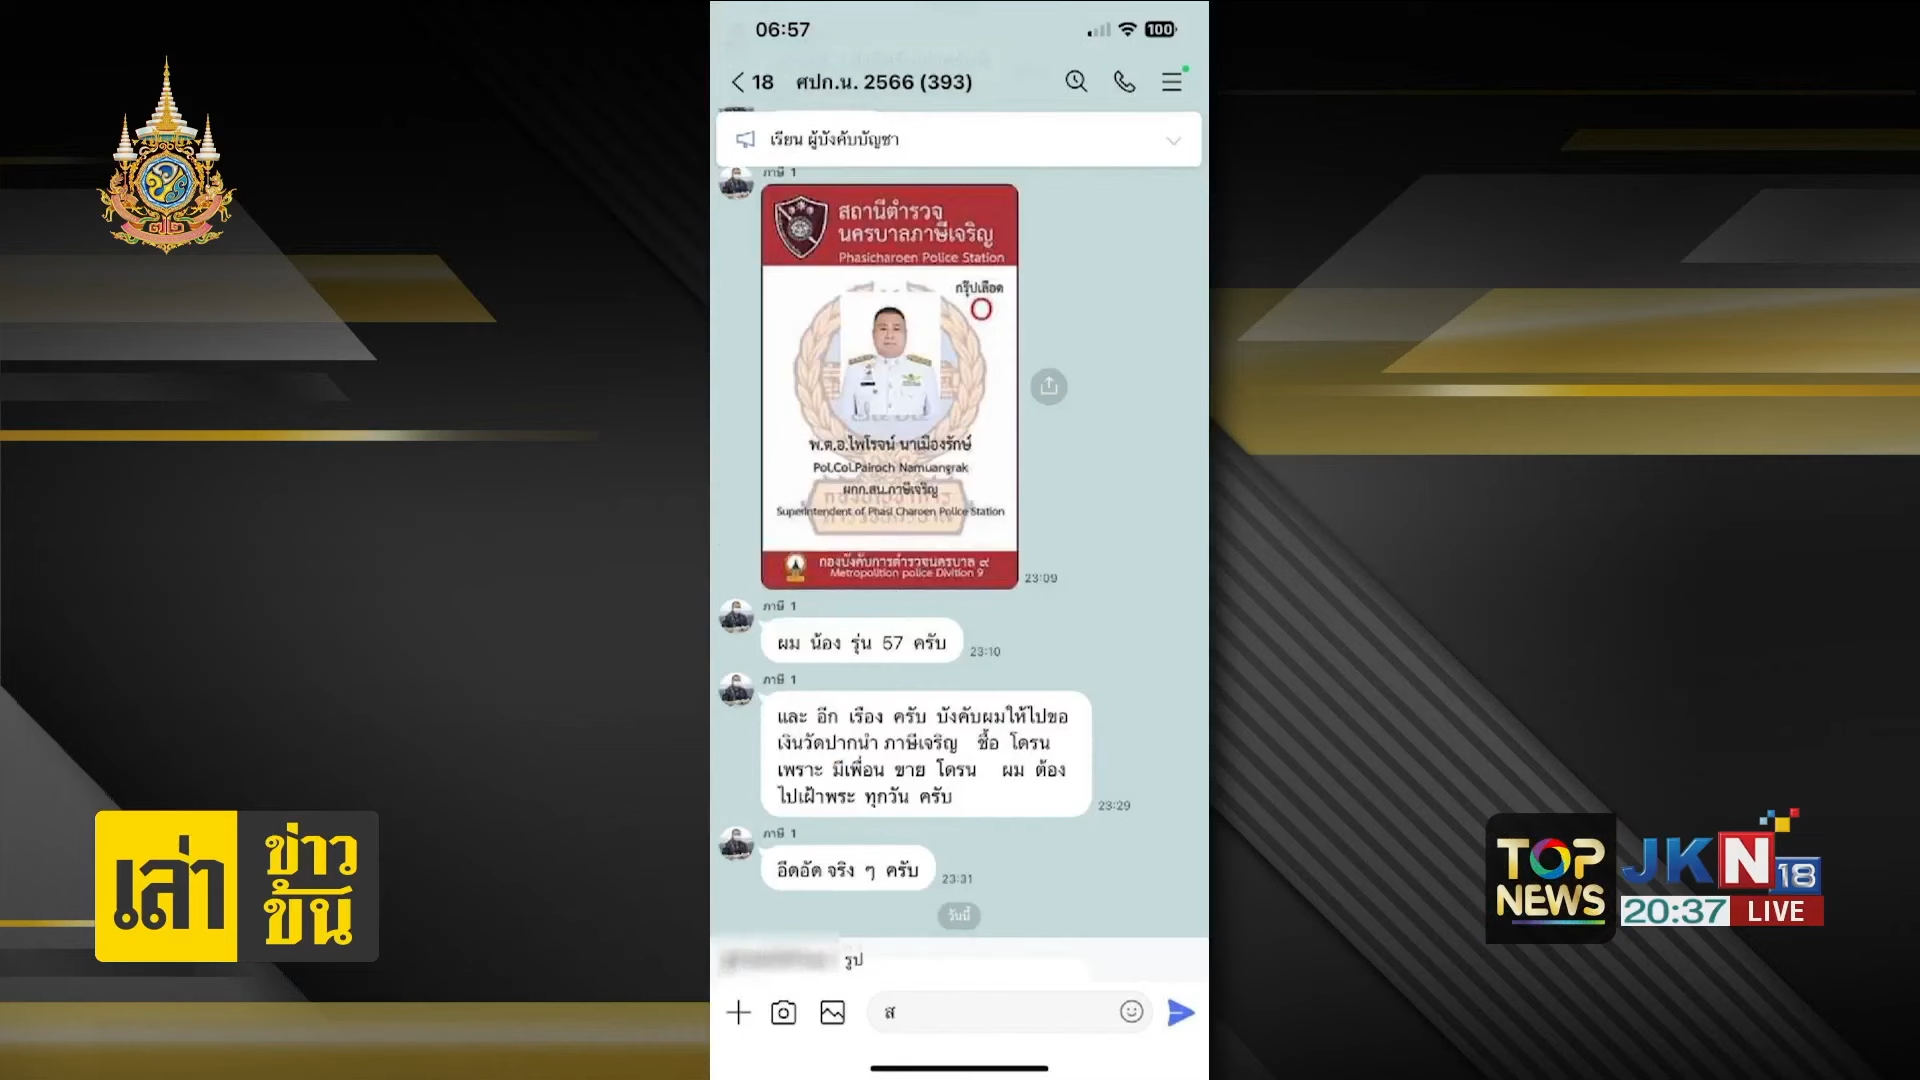 06:57
100
18 ศปก.น. 2566 (393)
เรียน ผู้บังคับบัญชา
ภาษี 1
สถานีตำรวจ
นครบาลภาษีเจริญ
Phasicharoen Police Station
กรุ๊ปเลือด
O
พ.ต.อ.ไพโรจน์ นาเมืองรักษ์
Pol.Col.Pairoch Namuangrak
ผกก.สน.ภาษีเจริญ
Superintendent of Phasi Charoen Police Station
กองบังคับการตำรวจนครบาล ๙
Metropolition police Division 9
23:09
ภาษี 1
ผม น้อง รุ่น 57 ครับ
23:10
ภาษี 1
และ อีก เรือง ครับ บังคับผมให้ไปขอ
เงินวัดปากนำ ภาษีเจริญ ซื้อ โดรน
เพราะ มีเพื่อน ขาย โดรน ผม ต้อง
ไปเฝ้าพระ ทุกวัน ครับ
23:29
ภาษี 1
อึดอัด จริง ๆ ครับ
23:31
วันนี้
รูป
ส
เล่า
ข่าว
ข้น
TOP
NEWS
JKN
18
20:37
LIVE